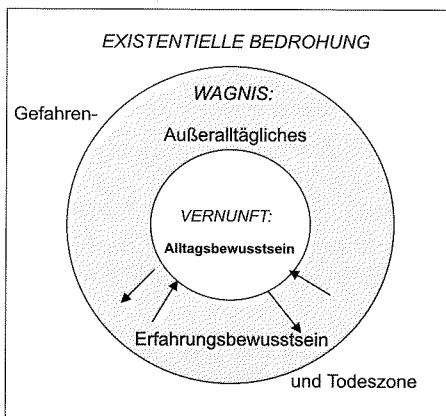 EXISTENTIELLE BEDROHUNG
WAGNIS:
Gefahren-
Außeralltägliches
VERNUNFT:
Alltagsbewusstsein
Erfahrungsbewusstsein
und Todeszone